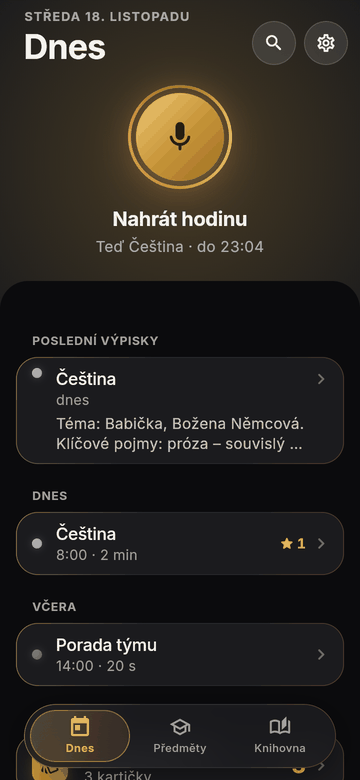 STŘEDA 18. LISTOPADU
Dnes
Nahrát hodinu
Teď Čeština · do 23:04
POSLEDNÍ VÝPISKY
Čeština
dnes
Téma: Babička, Božena Němcová.
Klíčové pojmy: próza – souvislý ...
DNES
Čeština
8:00 · 2 min
1
VČERA
Porada týmu
14:00 · 20 s
3 kartičky
Dnes
Předměty
Knihovna